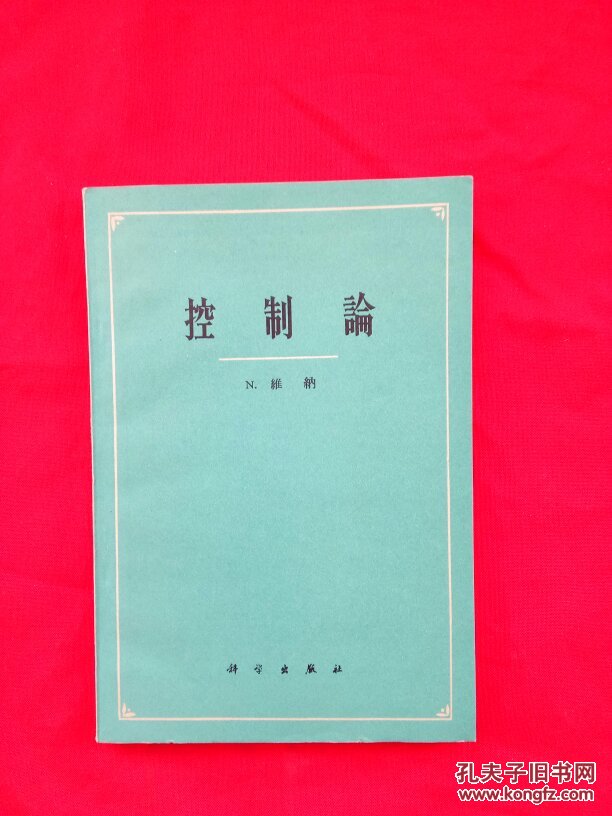 控制論
N. 維納
科学出版社
孔夫子旧书网
www.kongfz.com